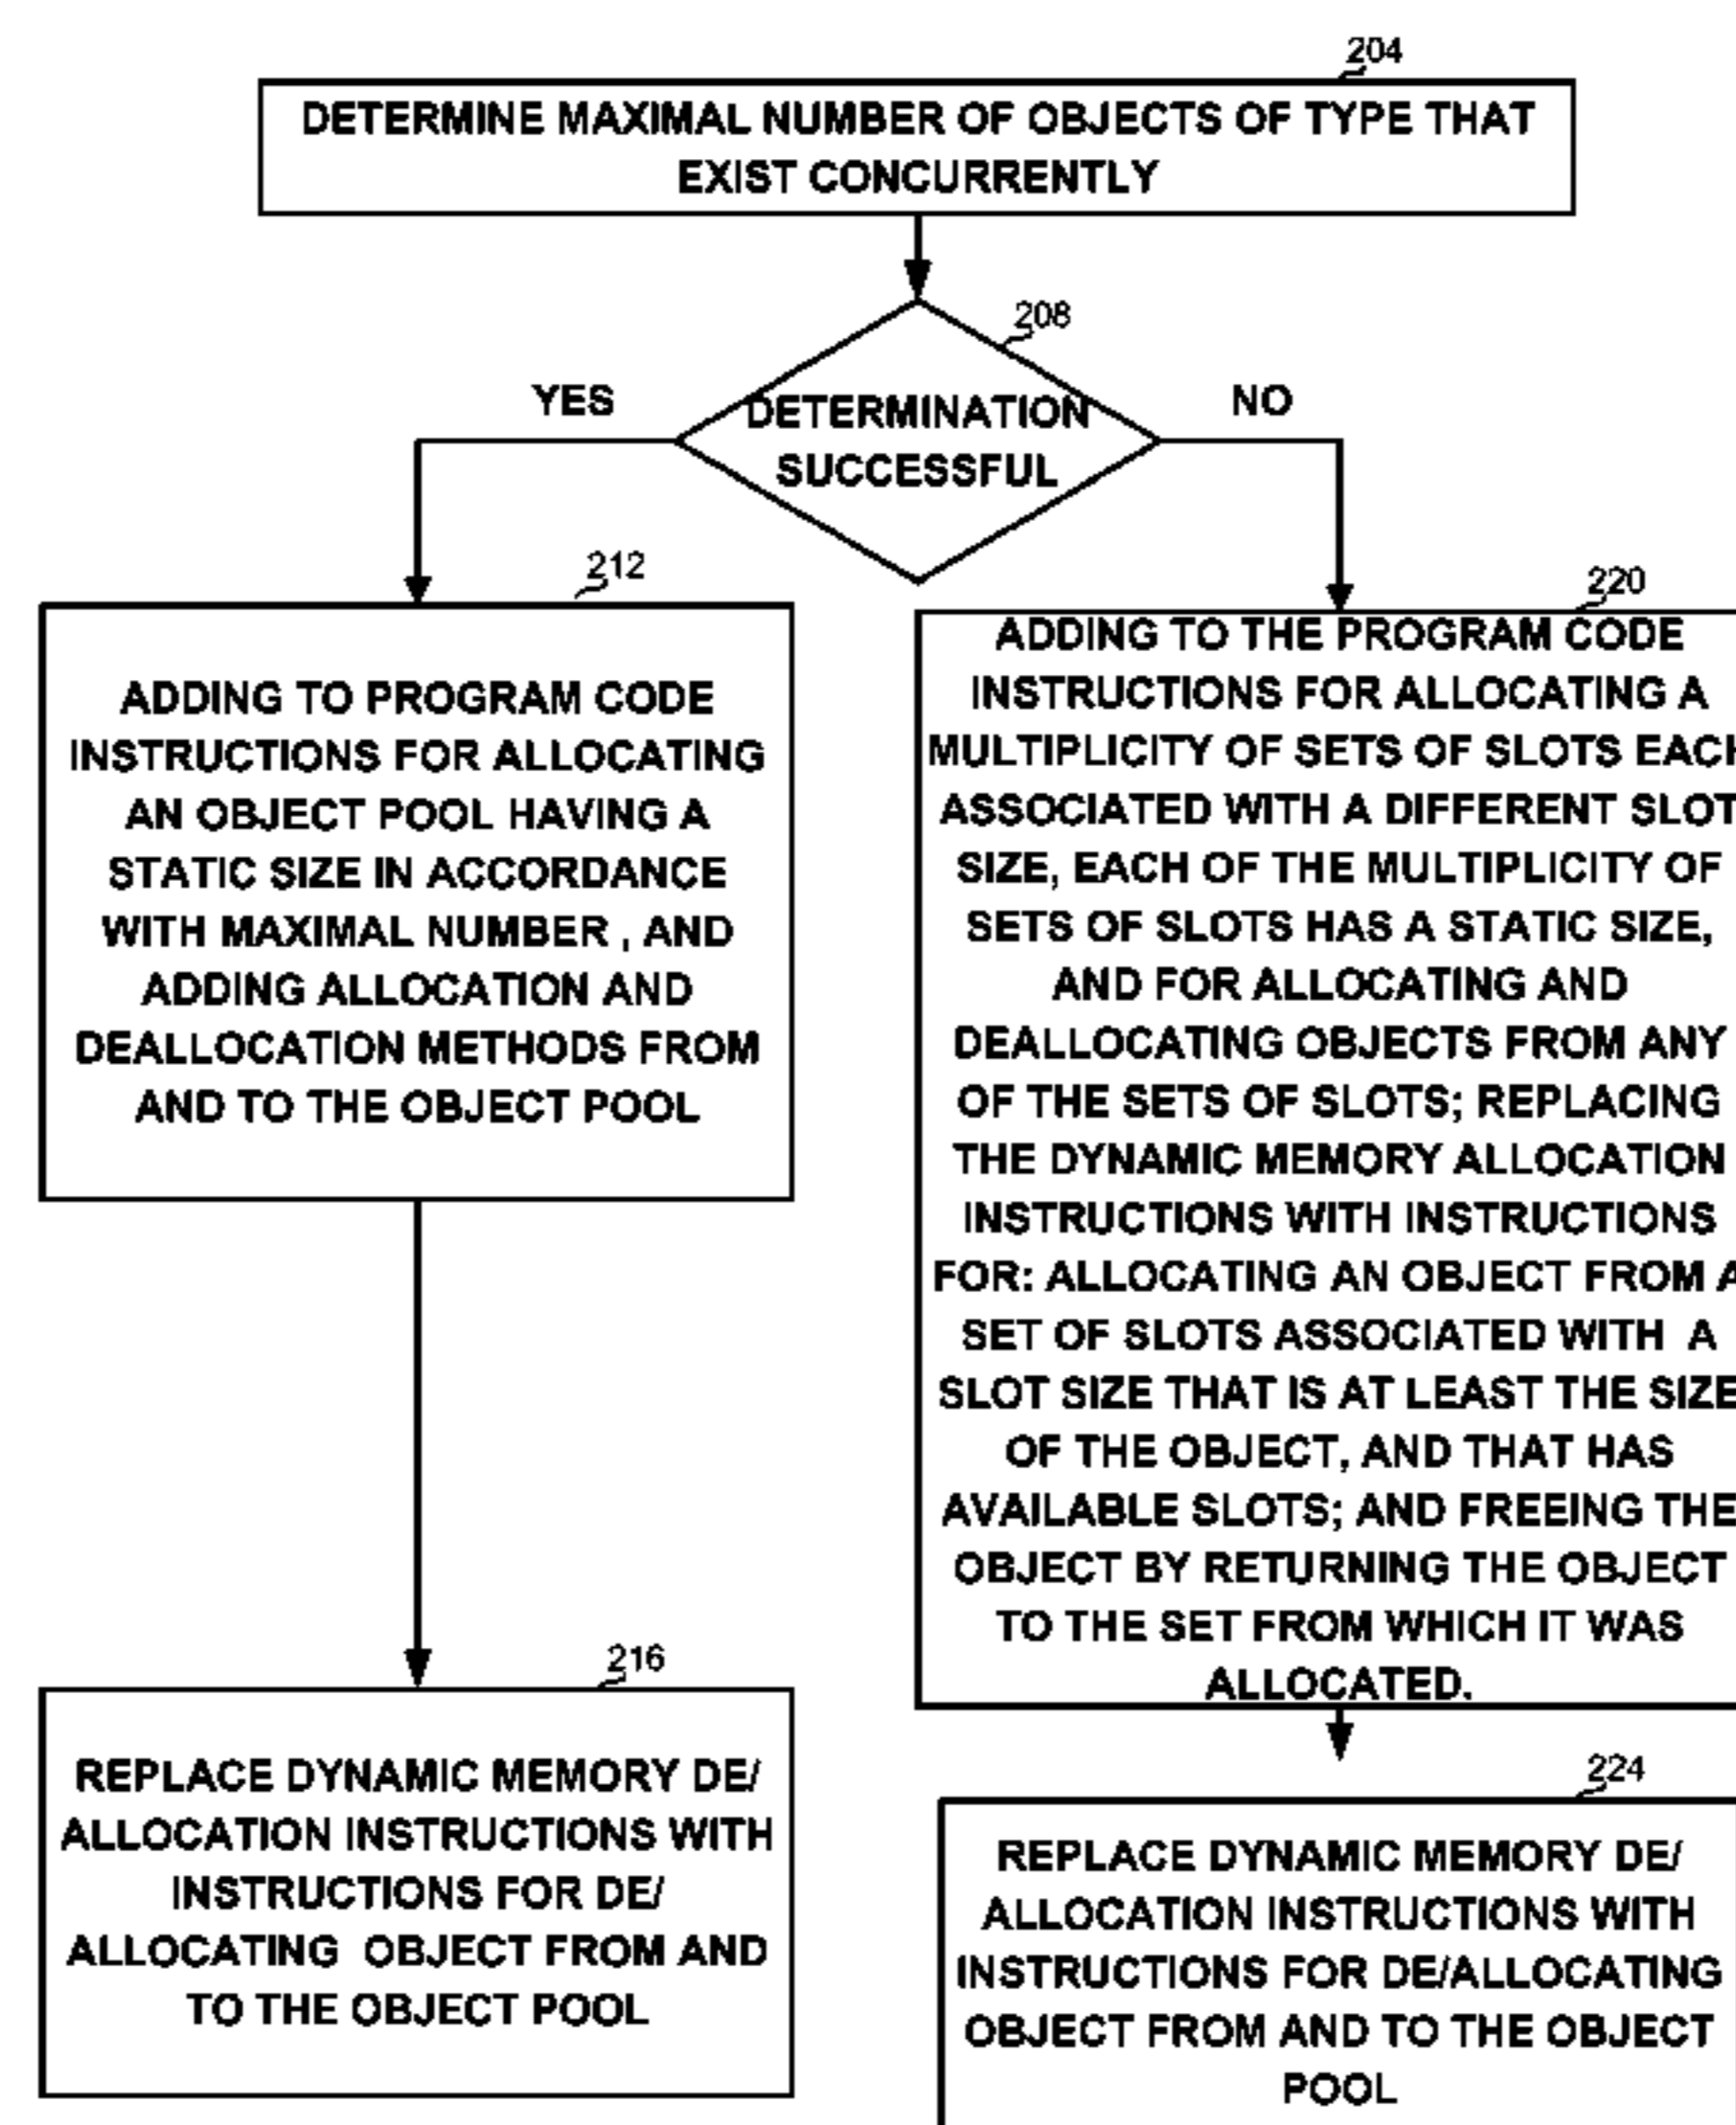 204
DETERMINE MAXIMAL NUMBER OF OBJECTS OF TYPE THAT
EXIST CONCURRENTLY
208
YES
DETERMINATION
SUCCESSFUL
NO
212
ADDING TO PROGRAM CODE
INSTRUCTIONS FOR ALLOCATING
AN OBJECT POOL HAVING A
STATIC SIZE IN ACCORDANCE
WITH MAXIMAL NUMBER , AND
ADDING ALLOCATION AND
DEALLOCATION METHODS FROM
AND TO THE OBJECT POOL
216
REPLACE DYNAMIC MEMORY DE/
ALLOCATION INSTRUCTIONS WITH
INSTRUCTIONS FOR DE/
ALLOCATING OBJECT FROM AND
TO THE OBJECT POOL
220
ADDING TO THE PROGRAM CODE
INSTRUCTIONS FOR ALLOCATING A
MULTIPLICITY OF SETS OF SLOTS EACH
ASSOCIATED WITH A DIFFERENT SLOT
SIZE, EACH OF THE MULTIPLICITY OF
SETS OF SLOTS HAS A STATIC SIZE,
AND FOR ALLOCATING AND
DEALLOCATING OBJECTS FROM ANY
OF THE SETS OF SLOTS; REPLACING
THE DYNAMIC MEMORY ALLOCATION
INSTRUCTIONS WITH INSTRUCTIONS
FOR: ALLOCATING AN OBJECT FROM A
SET OF SLOTS ASSOCIATED WITH A
SLOT SIZE THAT IS AT LEAST THE SIZE
OF THE OBJECT, AND THAT HAS
AVAILABLE SLOTS; AND FREEING THE
OBJECT BY RETURNING THE OBJECT
TO THE SET FROM WHICH IT WAS
ALLOCATED.
224
REPLACE DYNAMIC MEMORY DE/
ALLOCATION INSTRUCTIONS WITH
INSTRUCTIONS FOR DE/ALLOCATING
OBJECT FROM AND TO THE OBJECT
POOL